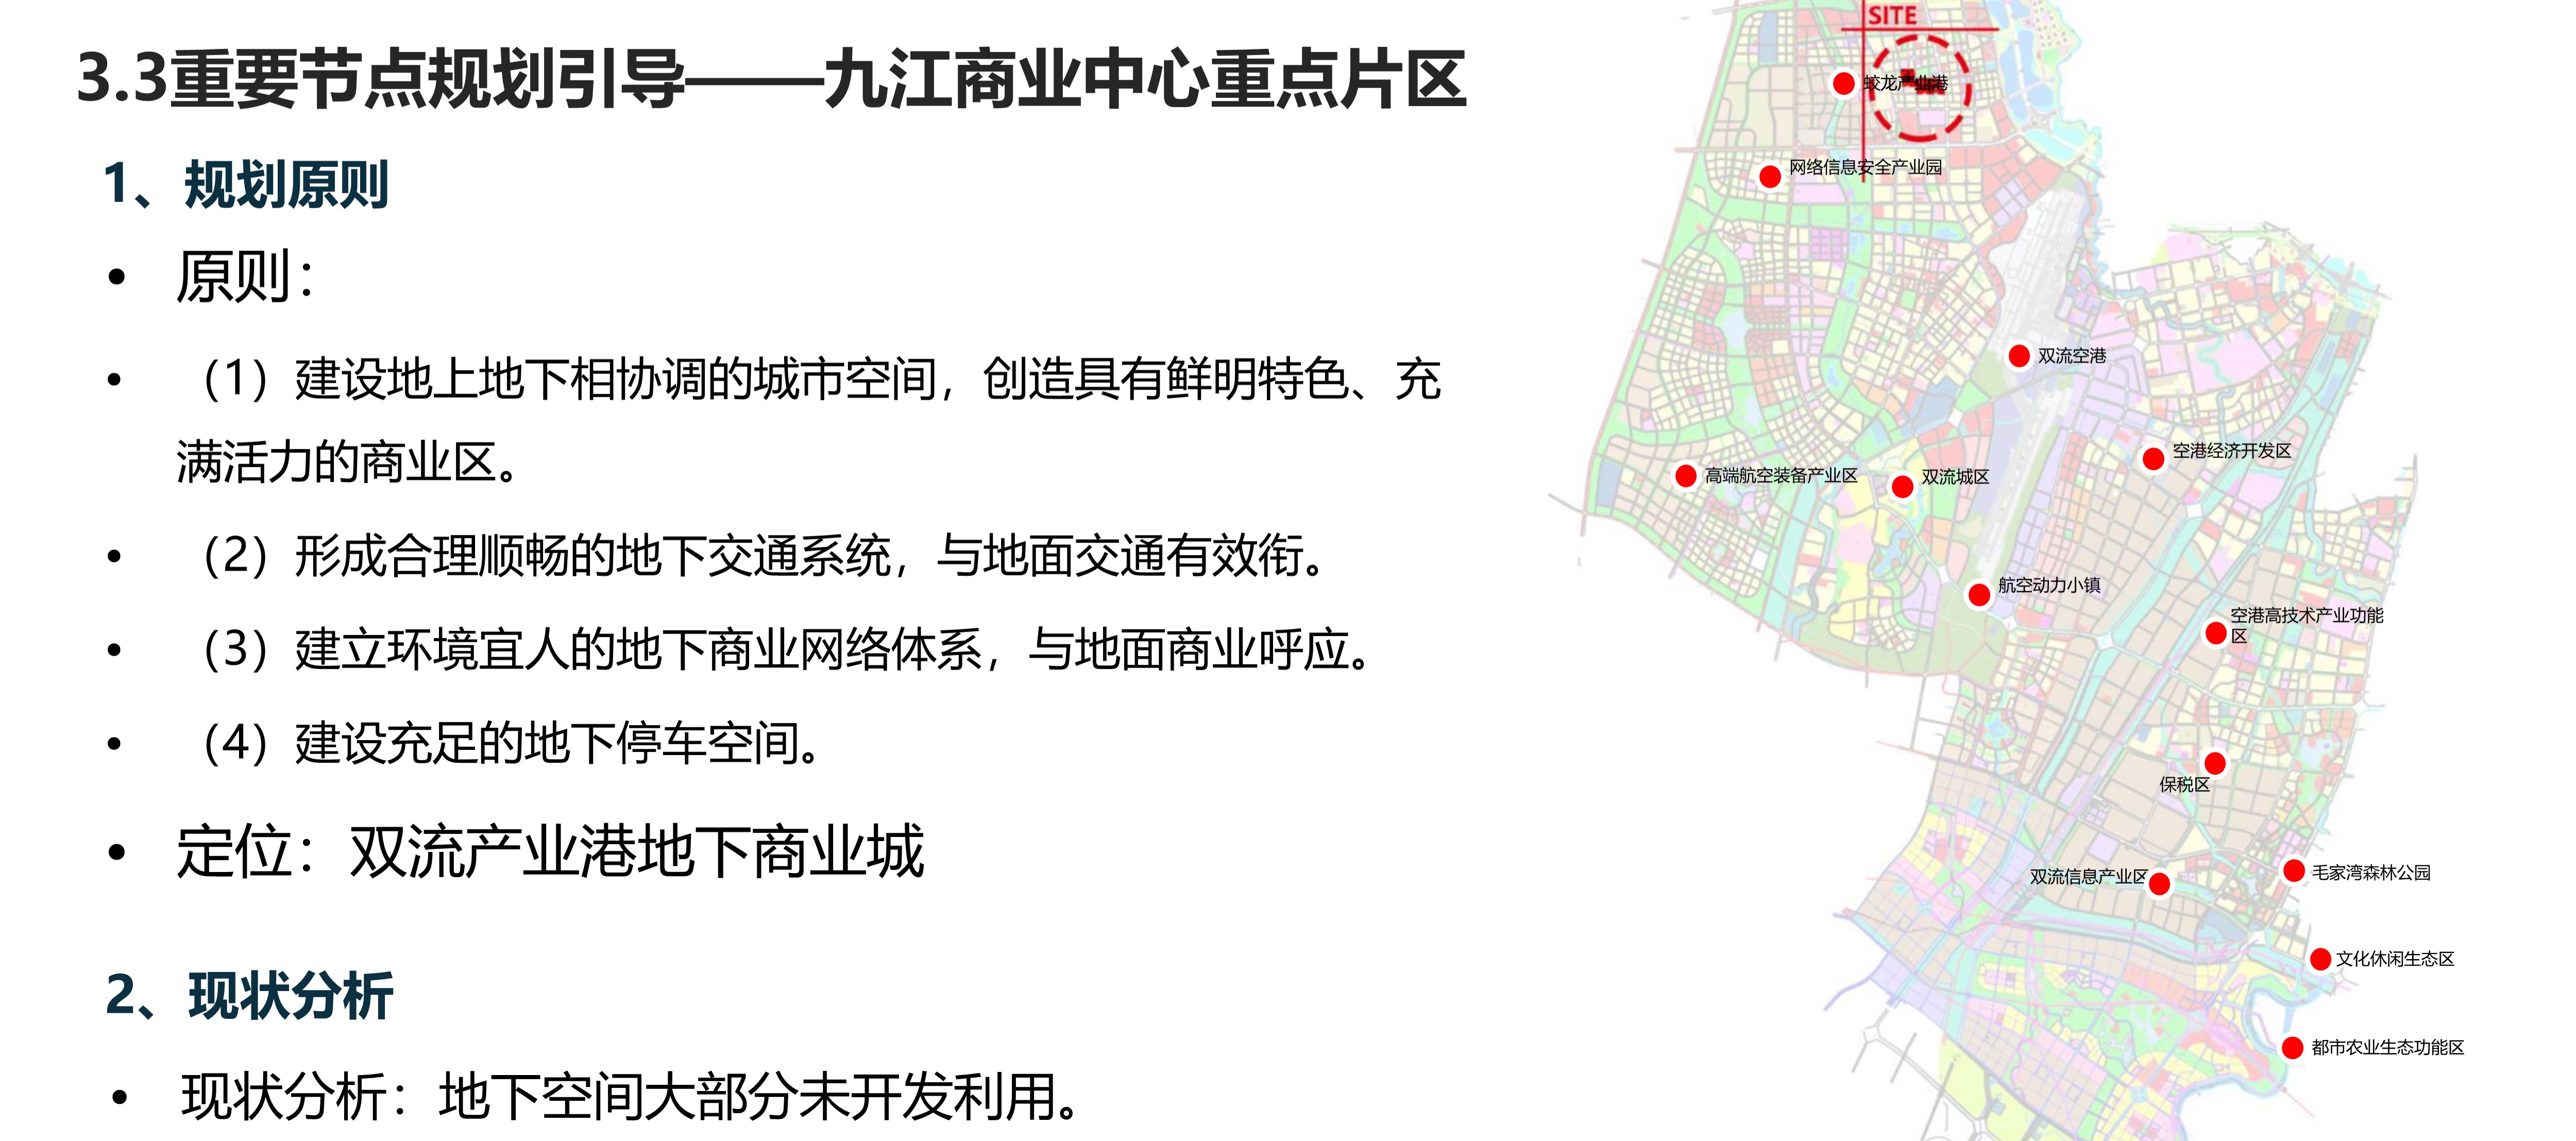 3.3重要节点规划引导——九江商业中心重点片区
1、规划原则
• 原则：
• （1）建设地上地下相协调的城市空间，创造具有鲜明特色、充
满活力的商业区。
• （2）形成合理顺畅的地下交通系统，与地面交通有效衔。
• （3）建立环境宜人的地下商业网络体系，与地面商业呼应。
• （4）建设充足的地下停车空间。
• 定位：双流产业港地下商业城
2、现状分析
• 现状分析：地下空间大部分未开发利用。
SITE
蛟龙产业港
网络信息安全产业园
双流空港
空港经济开发区
高端航空装备产业区
双流城区
航空动力小镇
空港高技术产业功能
区
保税区
毛家湾森林公园
双流信息产业区
文化休闲生态区
都市农业生态功能区